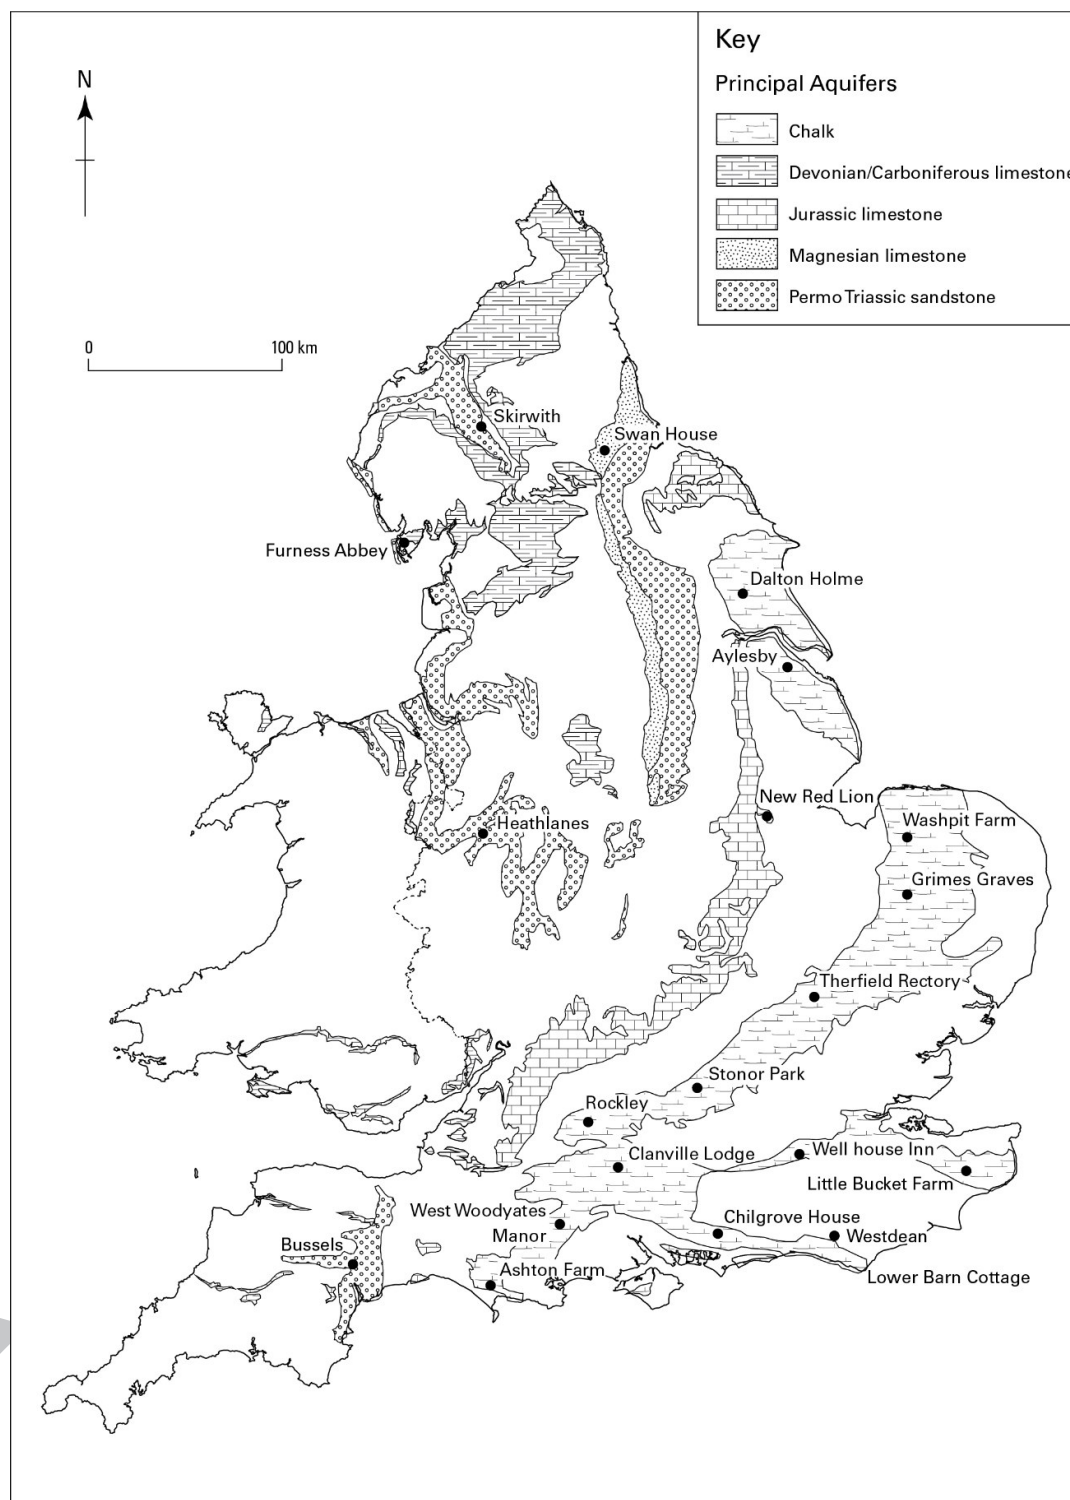 Key
Principal Aquifers
Chalk
Devonian/Carboniferous limestone
Jurassic limestone
Magnesian limestone
Permo Triassic sandstone
N
0 100 km
Skirwith
Swan House
Furness Abbey
Dalton Holme
Aylesby
New Red Lion
Heathlanes
Washpit Farm
Grimes Graves
Therfield Rectory
Stonor Park
Rockley
Clanville Lodge
Well house Inn
Little Bucket Farm
West Woodyates
Manor
Chilgrove House
Westdean
Bussels
Ashton Farm
Lower Barn Cottage